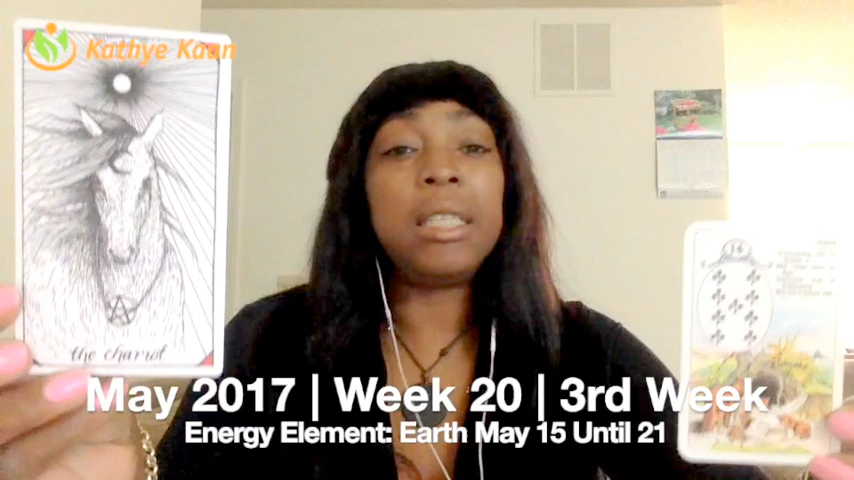 Kathye Kaan
the chariot
14
May 2017 | Week 20 | 3rd Week
Energy Element: Earth May 15 Until 21